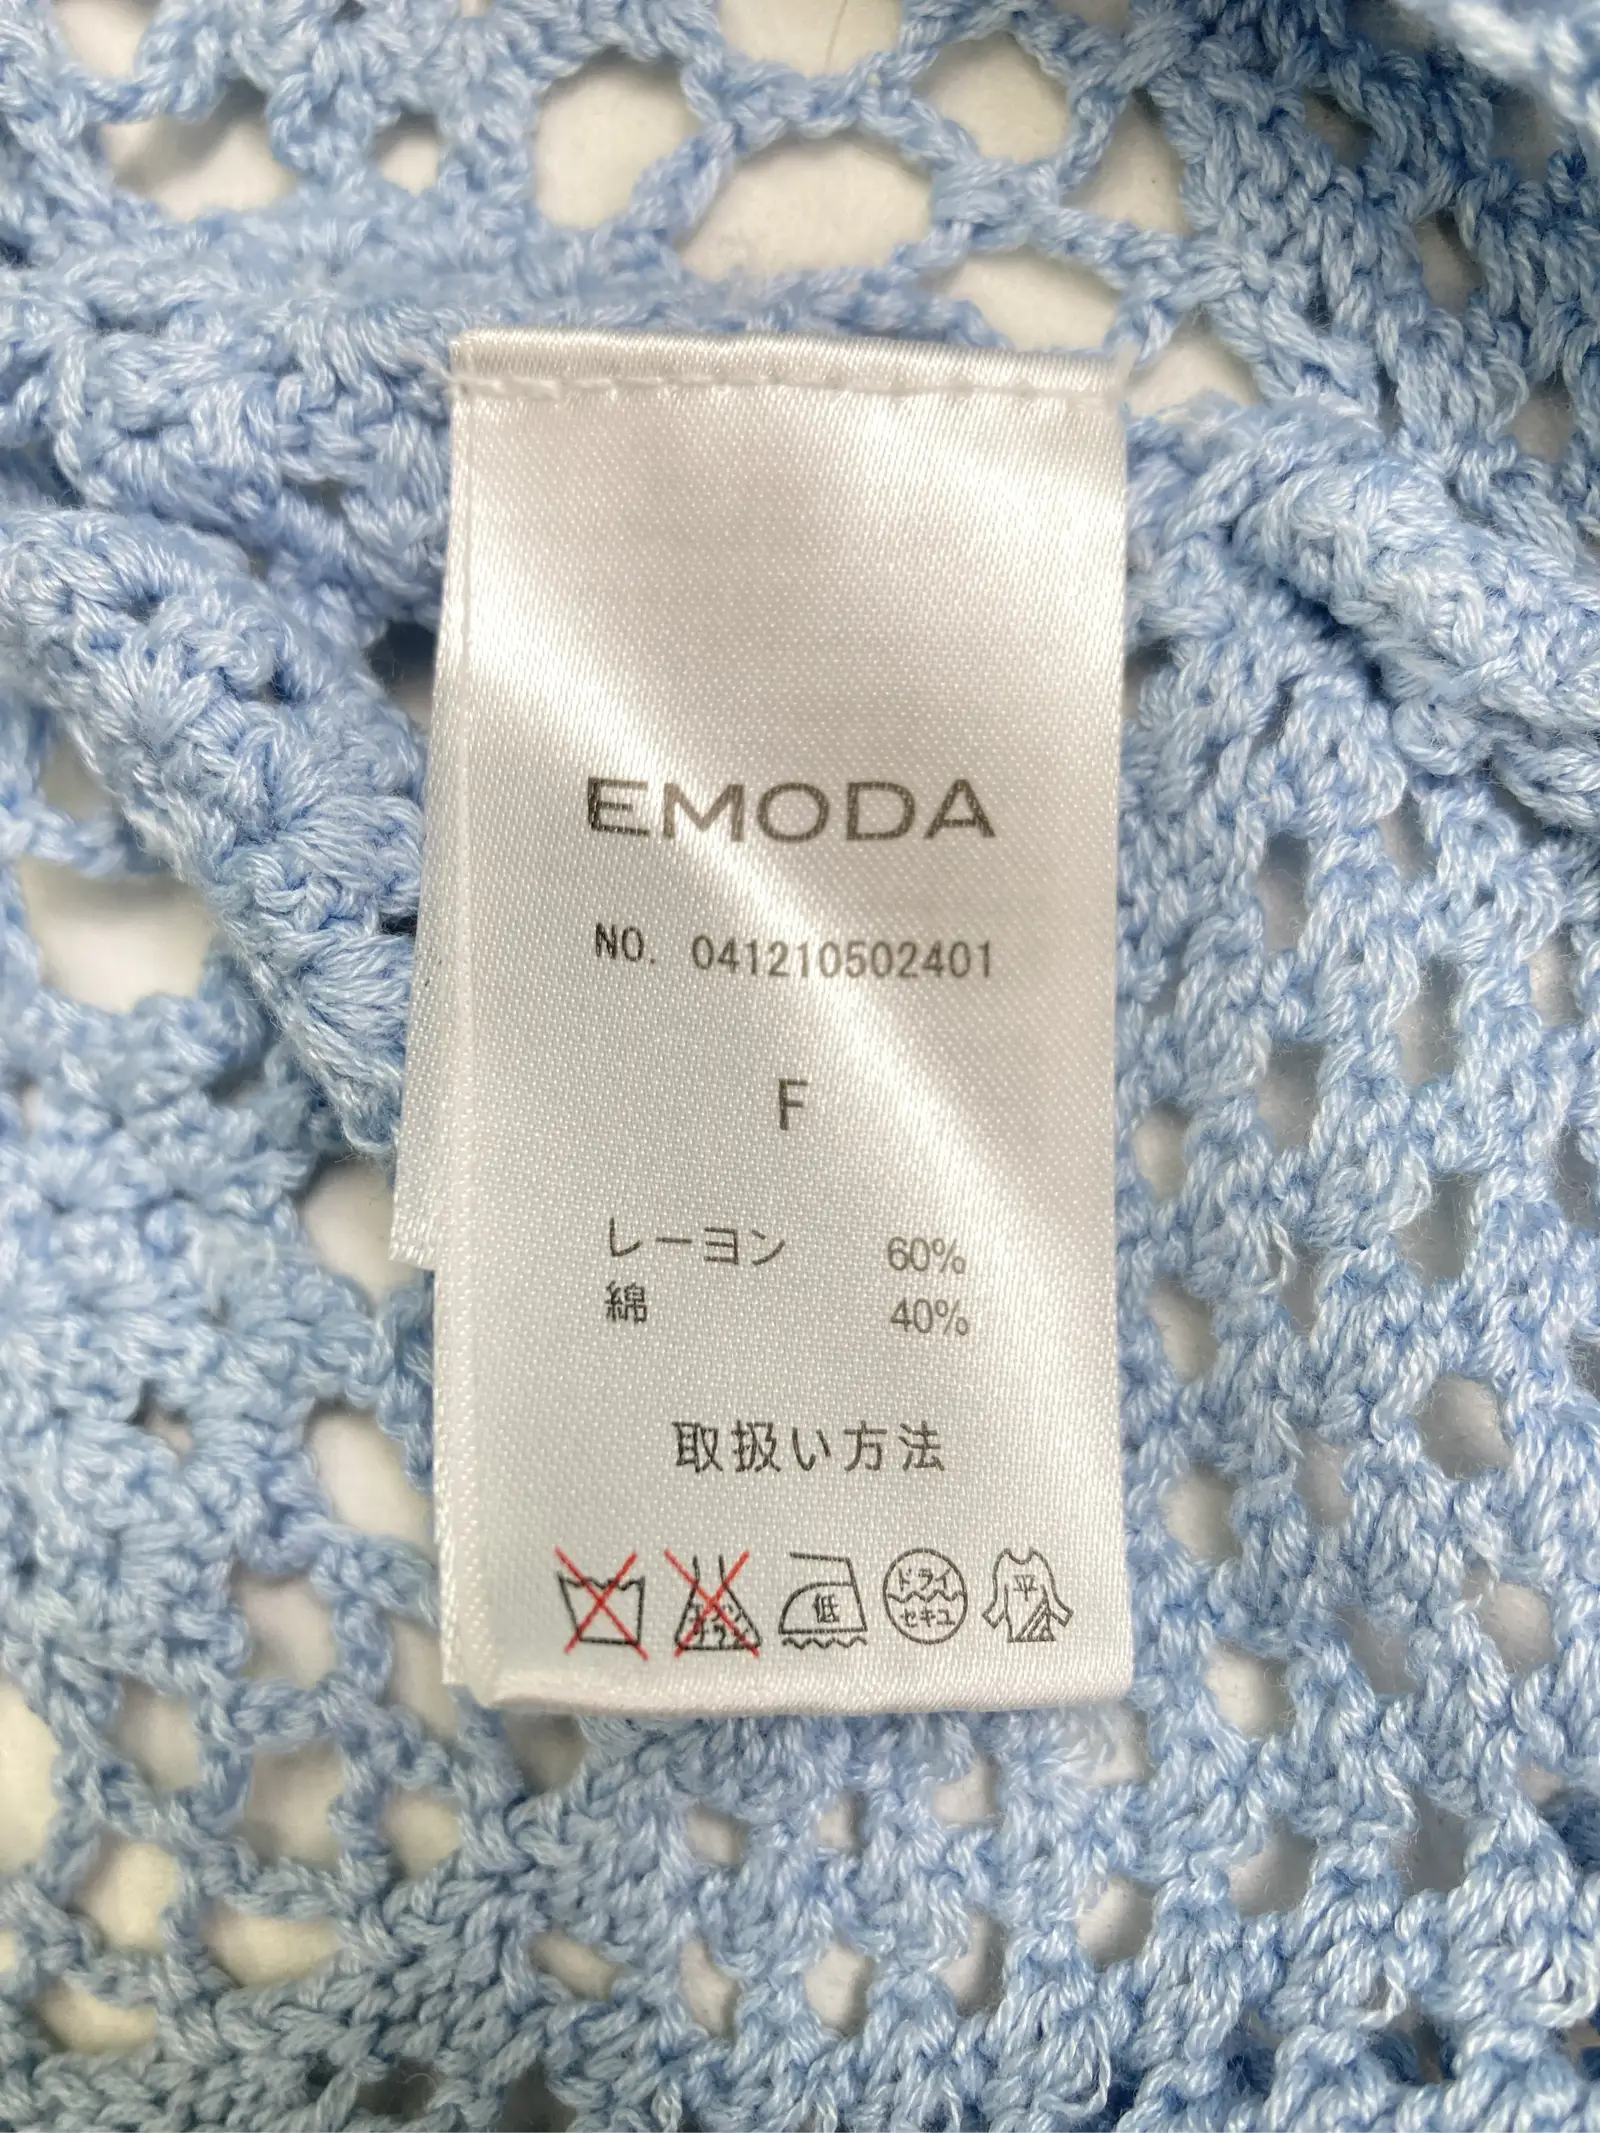 EMODA
NO. 041210502401
F
レーヨン 60%
綿 40%
取扱い方法
低
ドライ
セキユ
平